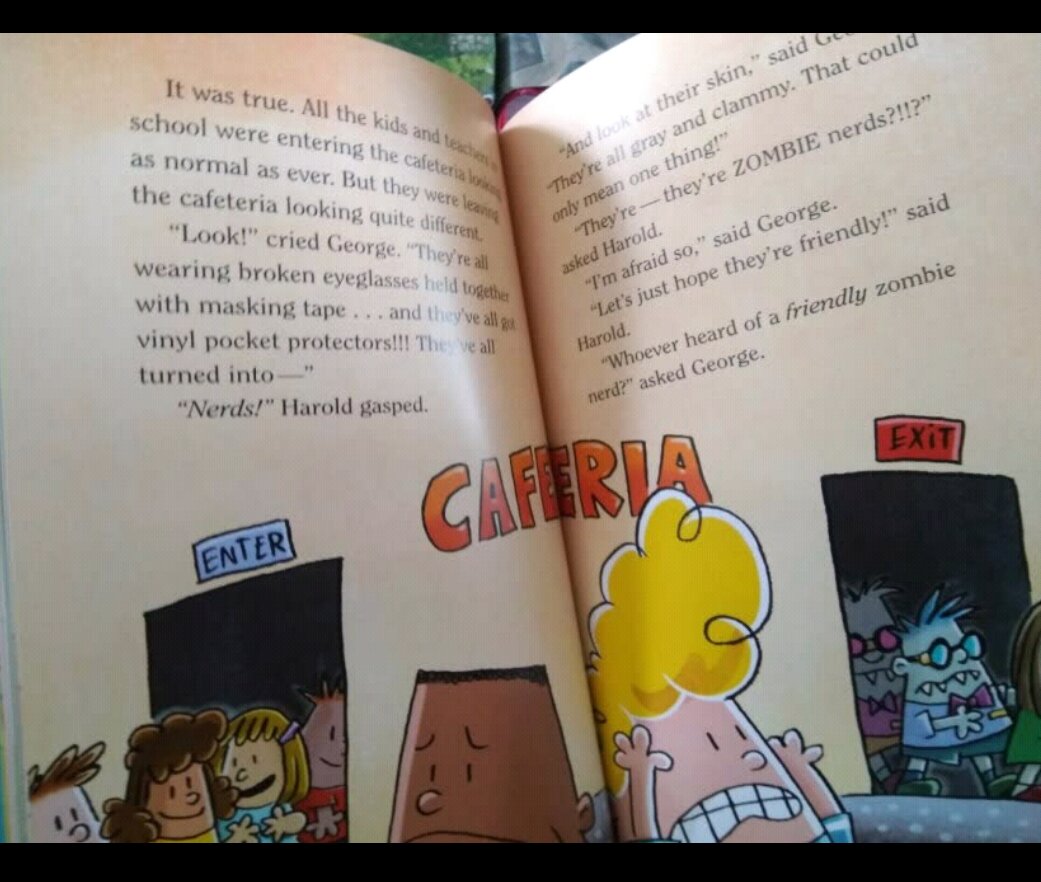 It was true. All the kids and teachers
school were entering the cafeteria looking
as normal as ever. But they were leaving
the cafeteria looking quite different.
"Look!" cried George. "They're all
wearing broken eyeglasses held together
with masking tape . . . and they've all got
vinyl pocket protectors!!! They've all
turned into—"
"Nerds!" Harold gasped.
"And look at their skin," said
"They're all gray and clammy. That could
only mean one thing!"
"They're — they're ZOMBIE nerds?!!?"
asked Harold.
"I'm afraid so," said George.
"Let's just hope they're friendly!" said
Harold.
"Whoever heard of a friendly zombie
nerd?" asked George.
CAFETERIA
ENTER
EXIT